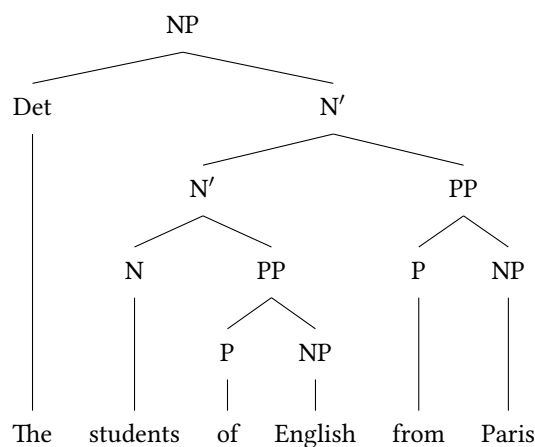 NP
Det N′
N′ PP
N PP P NP
P NP
The students of English from Paris